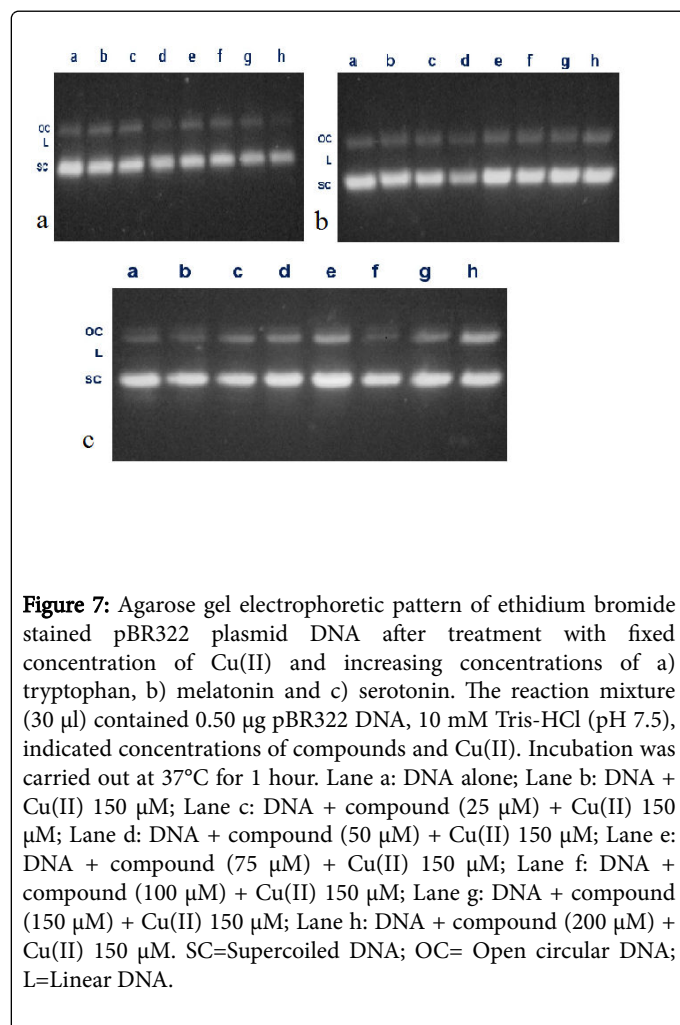 a b c d e f g h
OC
L
SC
a
a b c d e f g h
OC
L
SC
b
a b c d e f g h
OC
L
SC
c
Figure 7: Agarose gel electrophoretic pattern of ethidium bromide
stained pBR322 plasmid DNA after treatment with fixed
concentration of Cu(II) and increasing concentrations of a)
tryptophan, b) melatonin and c) serotonin. The reaction mixture
(30 μl) contained 0.50 μg pBR322 DNA, 10 mM Tris-HCl (pH 7.5),
indicated concentrations of compounds and Cu(II). Incubation was
carried out at 37°C for 1 hour. Lane a: DNA alone; Lane b: DNA +
Cu(II) 150 μM; Lane c: DNA + compound (25 μM) + Cu(II) 150
μM; Lane d: DNA + compound (50 μM) + Cu(II) 150 μM; Lane e:
DNA + compound (75 μM) + Cu(II) 150 μM; Lane f: DNA +
compound (100 μM) + Cu(II) 150 μM; Lane g: DNA + compound
(150 μM) + Cu(II) 150 μM; Lane h: DNA + compound (200 μM) +
Cu(II) 150 μM. SC=Supercoiled DNA; OC= Open circular DNA;
L=Linear DNA.